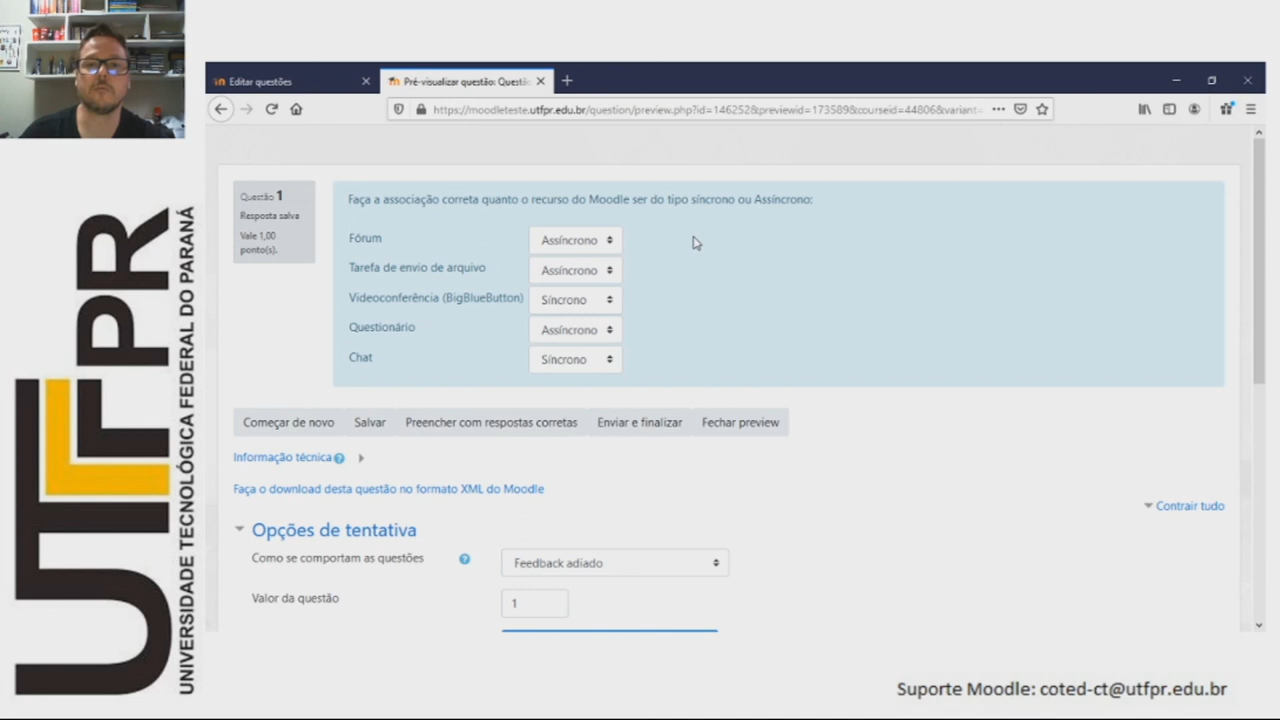 Editar questões
Pré-visualizar questão: Questã
https://moodleteste.utfpr.edu.br/question/preview.php?id=146252&previewid=173589&courseid=44806&variant
Questão 1
Resposta salva
Vale 1,00
ponto(s).
Faça a associação correta quanto o recurso do Moodle ser do tipo síncrono ou Assíncrono:
Fórum Assíncrono
Tarefa de envio de arquivo Assíncrono
Videoconferência (BigBlueButton) Síncrono
Questionário Assíncrono
Chat Síncrono
Começar de novo Salvar Preencher com respostas corretas Enviar e finalizar Fechar preview
Informação técnica
Faça o download desta questão no formato XML do Moodle
Contrair tudo
Opções de tentativa
Como se comportam as questões Feedback adiado
Valor da questão 1
UTFPR
UNIVERSIDADE TECNOLÓGICA FEDERAL DO PARANÁ
Suporte Moodle: coted-ct@utfpr.edu.br